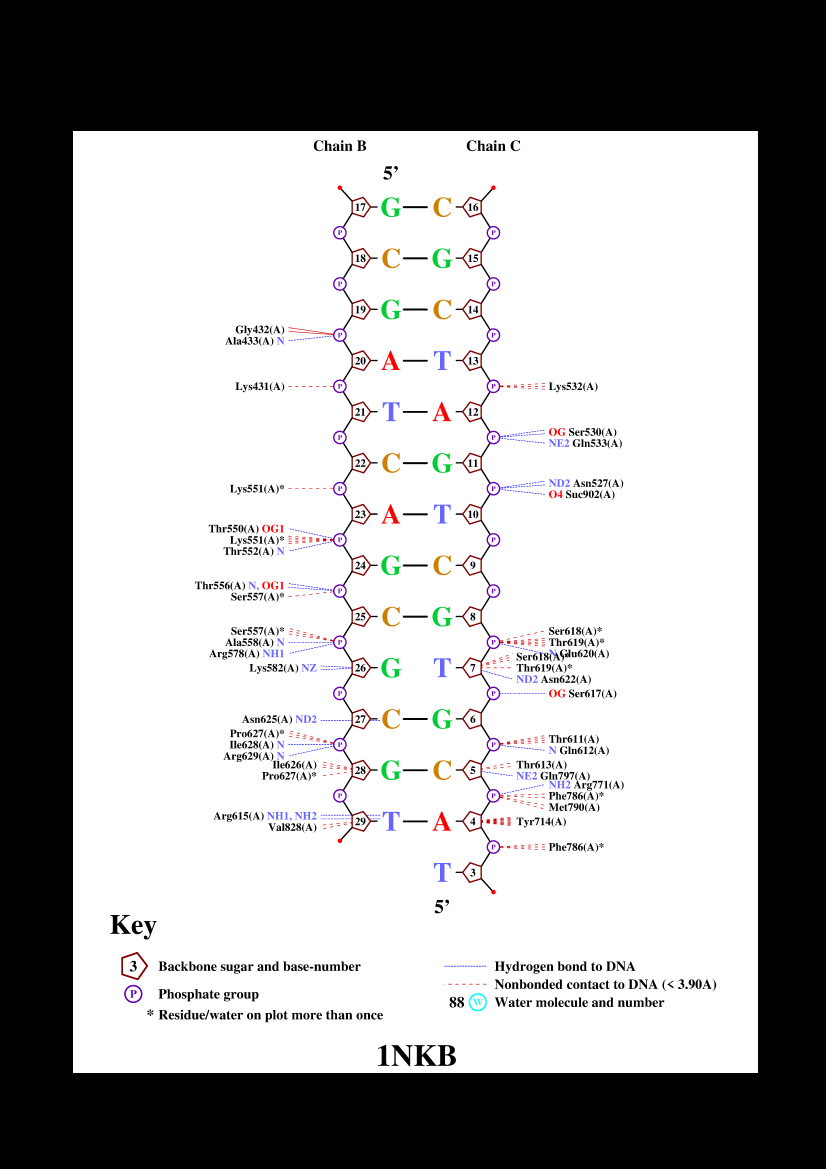 Chain B Chain C
5’
17 G C 16
P P
18 C G 15
P P
19 G C 14
Gly432(A)
P P
Ala433(A) N
20 A T 13
Lys431(A) P P Lys532(A)
21 T A 12
OG Ser530(A)
P P
NE2 Gln533(A)
22 C G 11
ND2 Asn527(A)
Lys551(A)* P P
O4 Suc902(A)
23 A T 10
Thr550(A) OG1
Lys551(A)* P P
Thr552(A) N
24 G C 9
Thr556(A) N, OG1
P P
Ser557(A)*
25 C G 8
Ser557(A)* Ser618(A)*
Ala558(A) N P P Thr619(A)*
Arg578(A) NH1 N Glu620(A)
Ser618(A)*
Lys582(A) NZ 26 G T 7 Thr619(A)*
ND2 Asn622(A)
P P OG Ser617(A)
Asn625(A) ND2 27 C G 6
Pro627(A)* Thr611(A)
Ile628(A) N P P
Arg629(A) N N Gln612(A)
Ile626(A) Thr613(A)
28 G C 5
Pro627(A)* NE2 Gln797(A)
NH2 Arg771(A)
P P Phe786(A)*
Met790(A)
Arg615(A) NH1, NH2 29 T A 4 Tyr714(A)
Val828(A)
P Phe786(A)*
T 3
5’
Key
3 Backbone sugar and base-number
P Phosphate group
* Residue/water on plot more than once
Hydrogen bond to DNA
Nonbonded contact to DNA (< 3.90A)
88 W Water molecule and number
1NKB